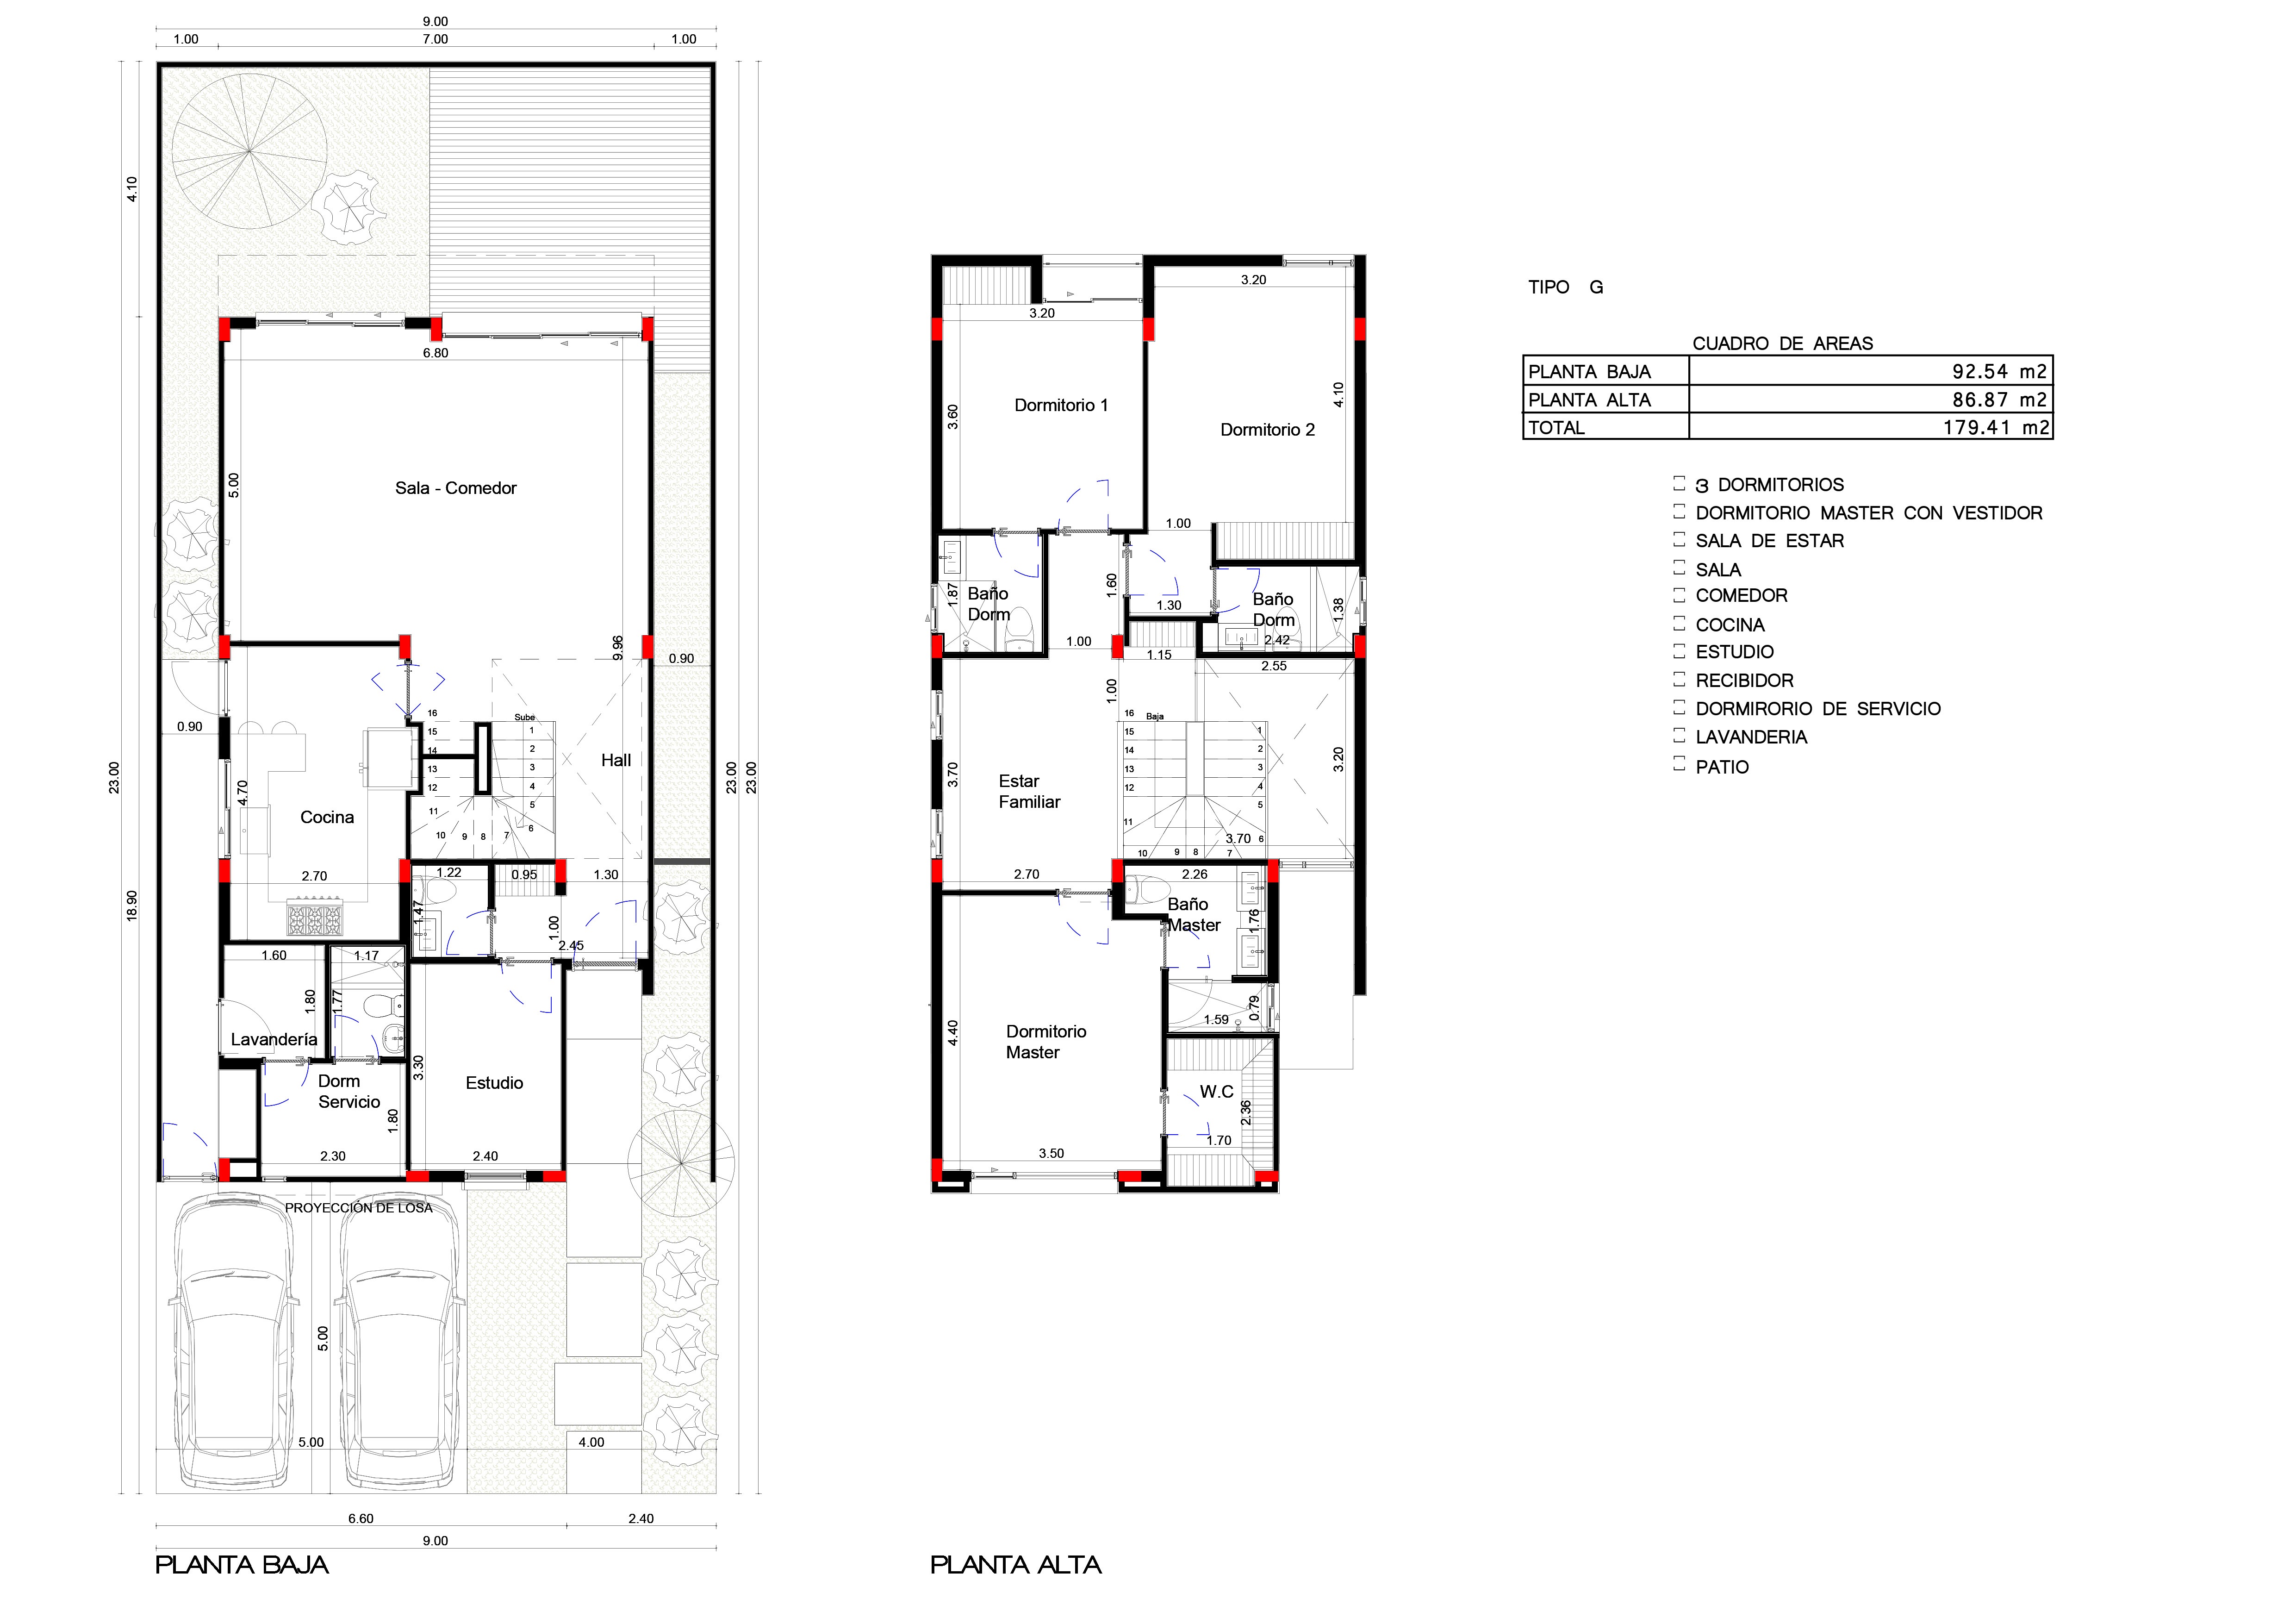 9.00
1.00 7.00 1.00
4.10
6.80
5.00
Sala - Comedor
9.96
0.90
0.90
16
15
14
13
12
11
10
9
8
7
6
5
4
3
2
1
Sube
Hall
23.00
4.70
Cocina
23.00
23.00
18.90
2.70
1.22
0.95
1.30
1.47
1.00
2.45
1.60
1.17
1.80
1.77
Lavandería
Dorm
Servicio
3.30
Estudio
1.80
2.30
2.40
PROYECCIÓN DE LOSA
5.00
5.00
4.00
6.60
2.40
9.00
PLANTA BAJA
3.20
3.20
3.60
Dormitorio 1
4.10
Dormitorio 2
1.00
1.87
Baño
Dorm
1.60
1.30
Baño
Dorm
1.38
2.42
1.00
1.15
2.55
1.00
16
Baja
15
14
13
12
11
10
9
8
7
6
5
4
3
2
1
3.70
Estar
Familiar
3.20
3.70
2.70
2.26
Baño
Master
1.76
4.40
Dormitorio
Master
0.79
1.59
W.C
2.36
1.70
3.50
PLANTA ALTA
TIPO G
CUADRO DE AREAS
PLANTA BAJA 92.54 m2
PLANTA ALTA 86.87 m2
TOTAL 179.41 m2
3 DORMITORIOS
DORMITORIO MASTER CON VESTIDOR
SALA DE ESTAR
SALA
COMEDOR
COCINA
ESTUDIO
RECIBIDOR
DORMIRORIO DE SERVICIO
LAVANDERIA
PATIO